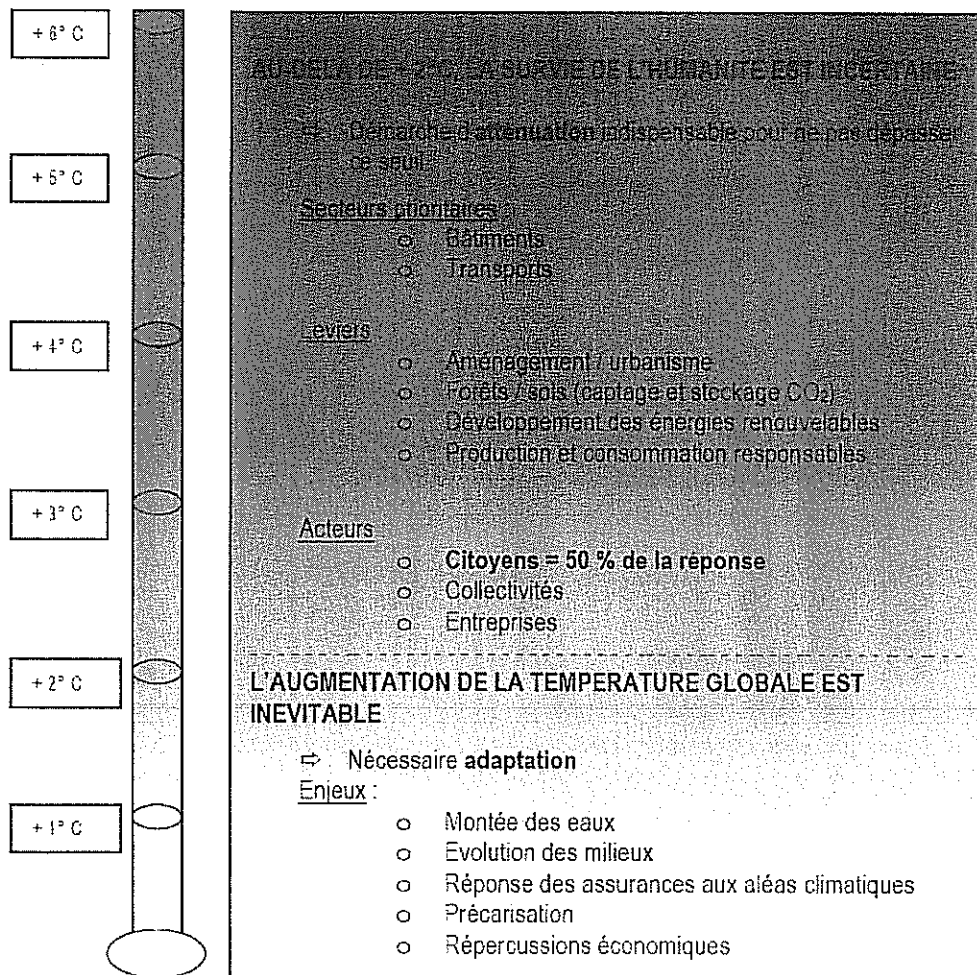 + 6° C
+ 5° C
+ 4° C
+ 3° C
+ 2° C
+ 1° C
AU-DELA DE + 2°C, LA SURVIE DE L'HUMANITE EST INCERTAINE
⇨ Démarche d'atténuation indispensable pour ne pas dépasser
ce seuil
Secteurs prioritaires
o Bâtiments
o Transports
Leviers
o Aménagement / urbanisme
o Forêts / sols (captage et stockage CO₂)
o Développement des énergies renouvelables
o Production et consommation responsables
Acteurs
o Citoyens = 50 % de la réponse
o Collectivités
o Entreprises
L'AUGMENTATION DE LA TEMPERATURE GLOBALE EST
INEVITABLE
⇨ Nécessaire adaptation
Enjeux :
o Montée des eaux
o Evolution des milieux
o Réponse des assurances aux aléas climatiques
o Précarisation
o Répercussions économiques